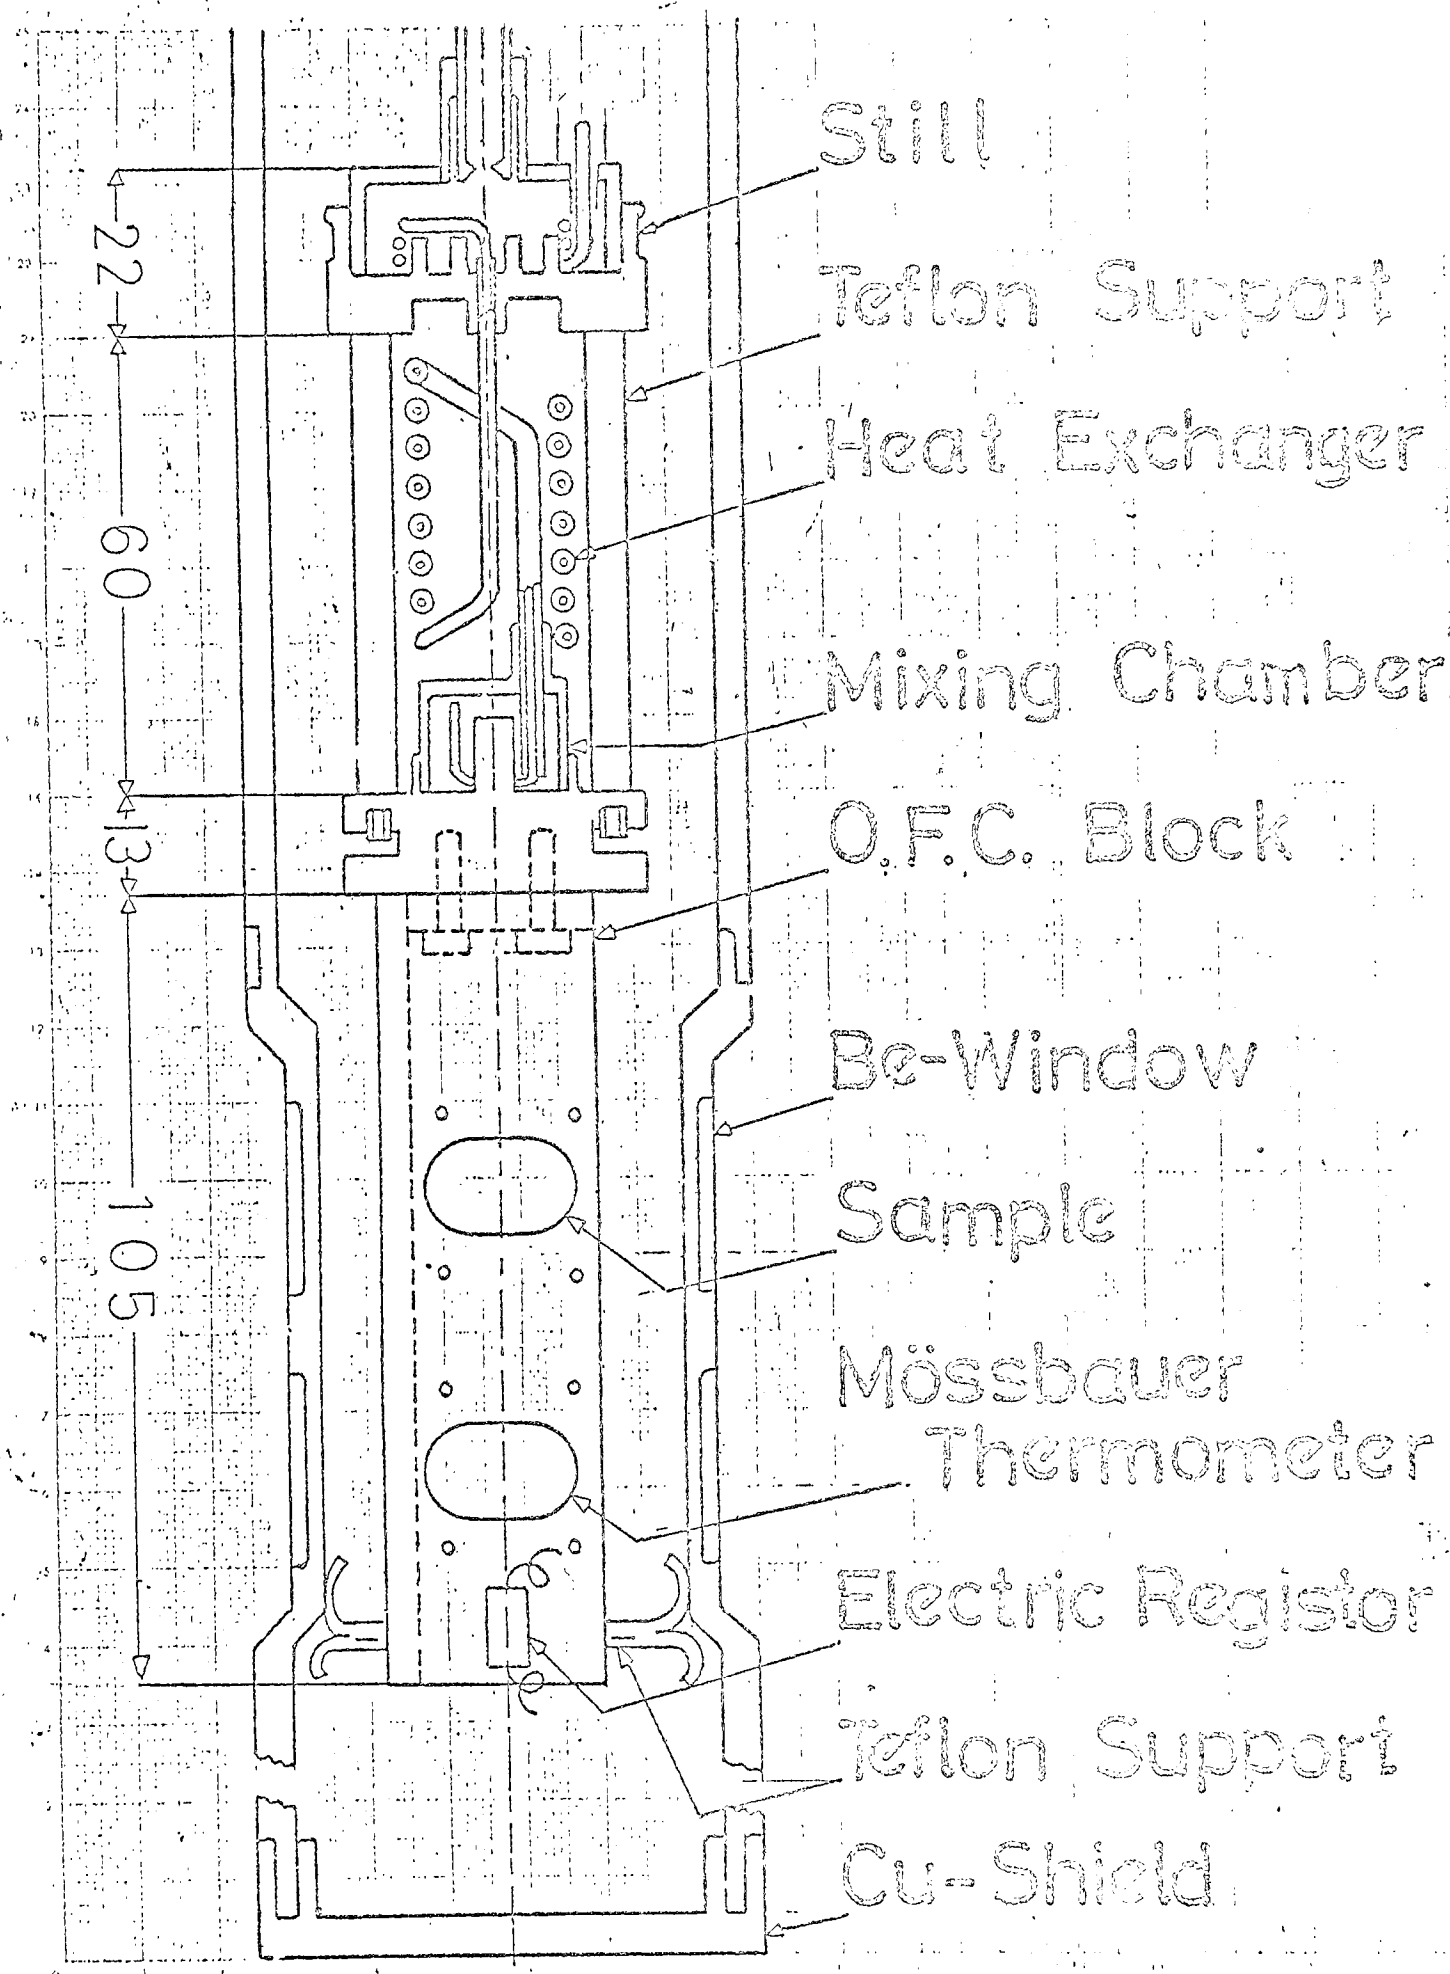 Still
Teflon Support
Heat Exchanger
Mixing Chamber
O.F.C. Block
Be-Window
Sample
Mössbauer
Thermometer
Electric Registor
Teflon Support
Cu-Shield
22
60
13
105